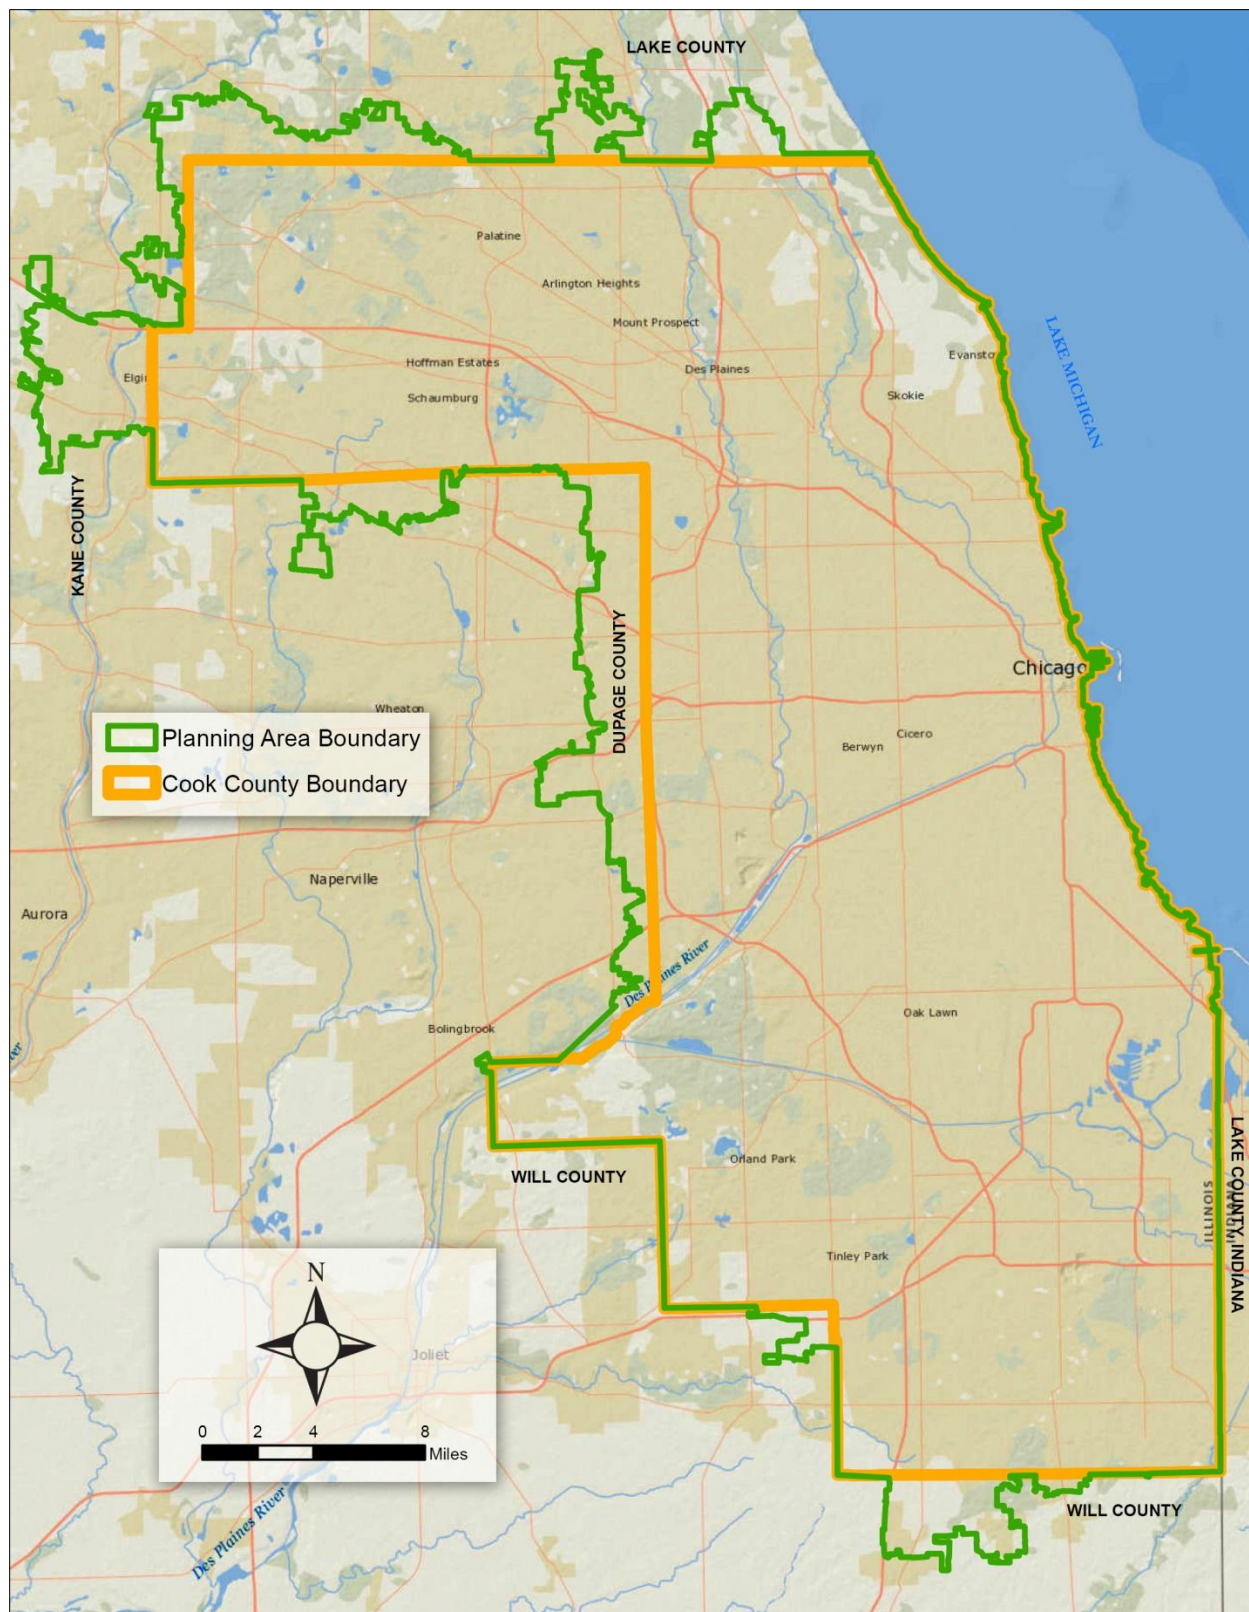 LAKE COUNTY
Palatine
Arlington Heights
Mount Prospect
LAKE MICHIGAN
Evansto
Hoffman Estates
Des Plaines
Elgi
Schaumburg
Skokie
KANE COUNTY
DUPAGE COUNTY
Chicago
Wheaton
Planning Area Boundary
Cicero
Berwyn
Cook County Boundary
Naperville
Aurora
Des Plaines River
Oak Lawn
Bolingbrook
ver
LAKE COUNTY, INDIANA
Orland Park
WILL COUNTY
ILLINOIS
INDIANA
Tinley Park
N
Joliet
0 2 4 8
Miles
WILL COUNTY
Des Plaines River